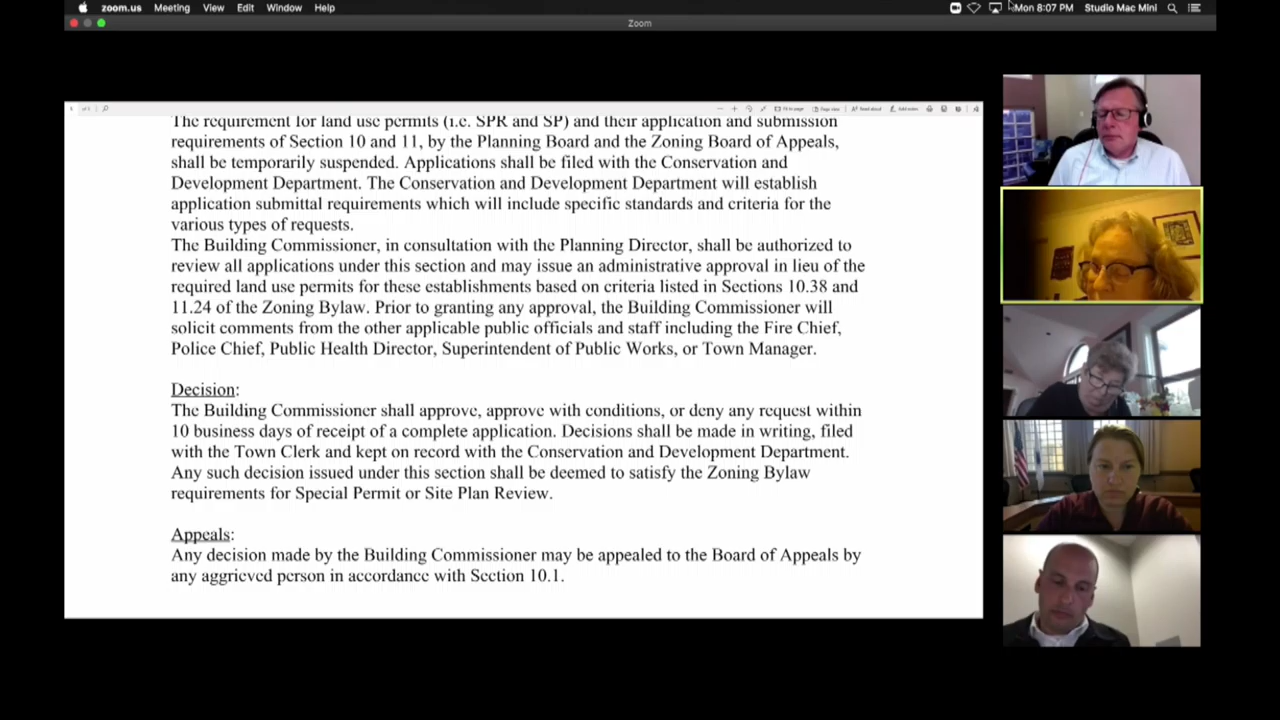 zoom.us Meeting View Edit Window Help
Mon 8:07 PM Studio Mac Mini
Zoom
The requirement for land use permits (i.e. SPR and SP) and their application and submission
requirements of Section 10 and 11, by the Planning Board and the Zoning Board of Appeals,
shall be temporarily suspended. Applications shall be filed with the Conservation and
Development Department. The Conservation and Development Department will establish
application submittal requirements which will include specific standards and criteria for the
various types of requests.
The Building Commissioner, in consultation with the Planning Director, shall be authorized to
review all applications under this section and may issue an administrative approval in lieu of the
required land use permits for these establishments based on criteria listed in Sections 10.38 and
11.24 of the Zoning Bylaw. Prior to granting any approval, the Building Commissioner will
solicit comments from the other applicable public officials and staff including the Fire Chief,
Police Chief, Public Health Director, Superintendent of Public Works, or Town Manager.
Decision:
The Building Commissioner shall approve, approve with conditions, or deny any request within
10 business days of receipt of a complete application. Decisions shall be made in writing, filed
with the Town Clerk and kept on record with the Conservation and Development Department.
Any such decision issued under this section shall be deemed to satisfy the Zoning Bylaw
requirements for Special Permit or Site Plan Review.
Appeals:
Any decision made by the Building Commissioner may be appealed to the Board of Appeals by
any aggrieved person in accordance with Section 10.1.